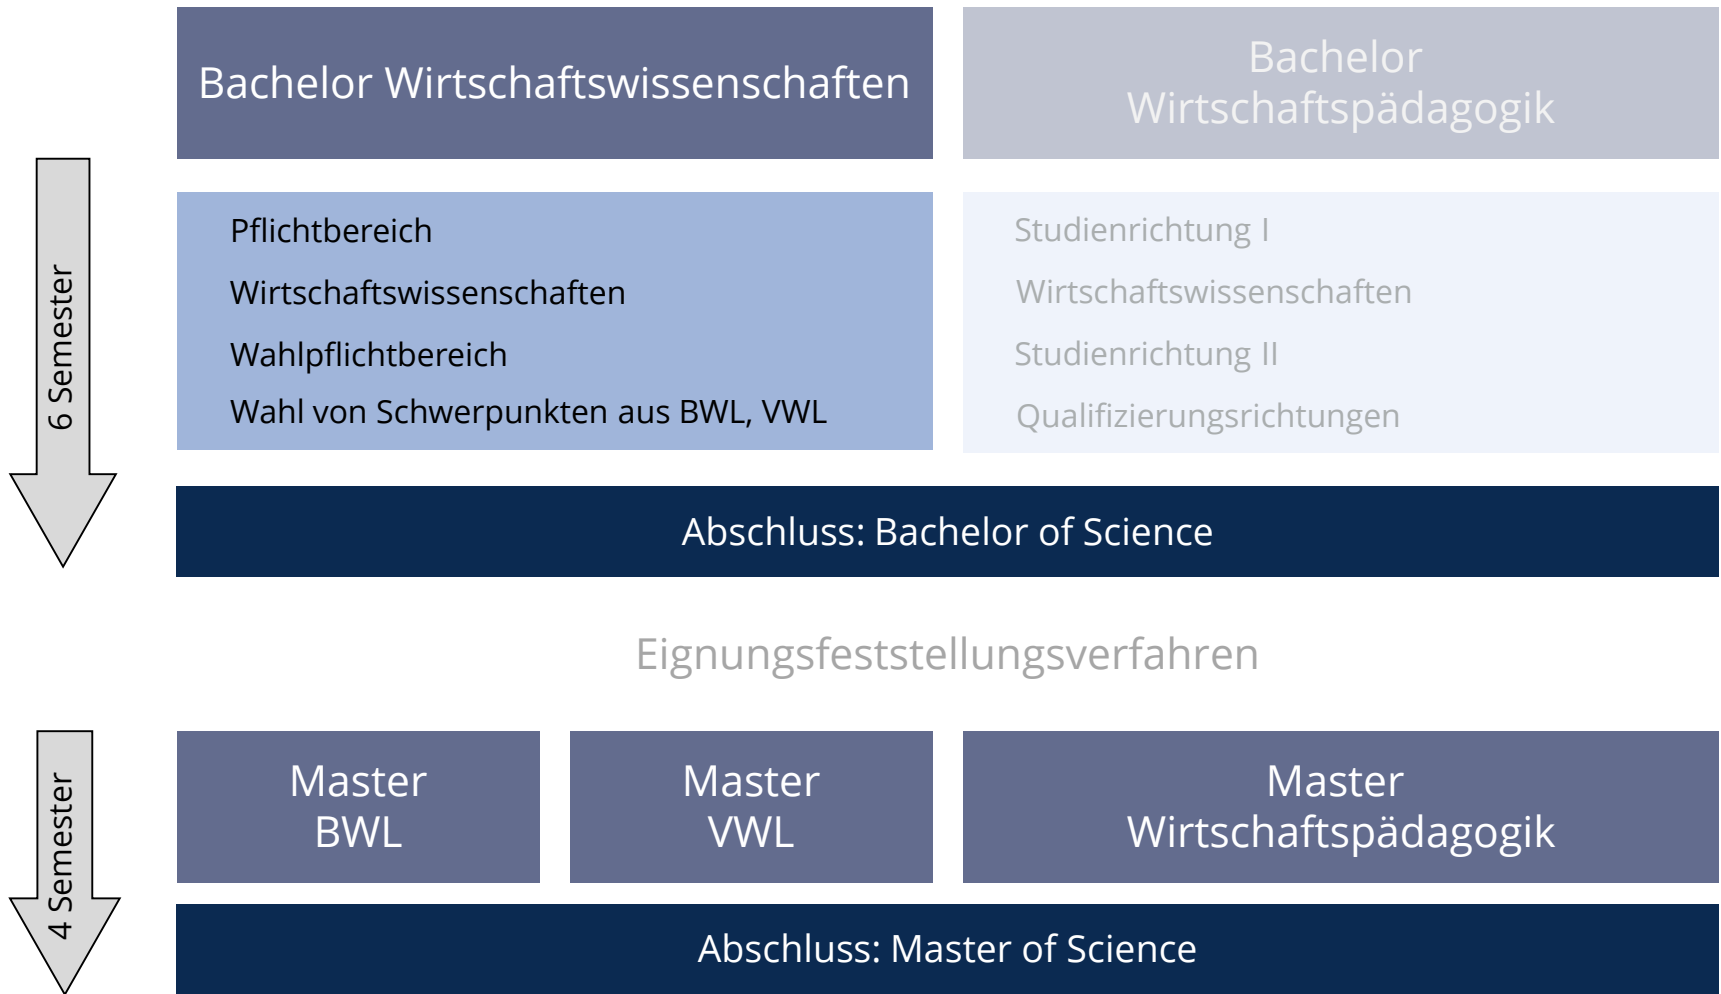 Bachelor Wirtschaftswissenschaften
Bachelor
Wirtschaftspädagogik
6 Semester
Pflichtbereich
Wirtschaftswissenschaften
Wahlpflichtbereich
Wahl von Schwerpunkten aus BWL, VWL
Studienrichtung I
Wirtschaftswissenschaften
Studienrichtung II
Qualifizierungsrichtungen
Abschluss: Bachelor of Science
Eignungsfeststellungsverfahren
4 Semester
Master
BWL
Master
VWL
Master
Wirtschaftspädagogik
Abschluss: Master of Science